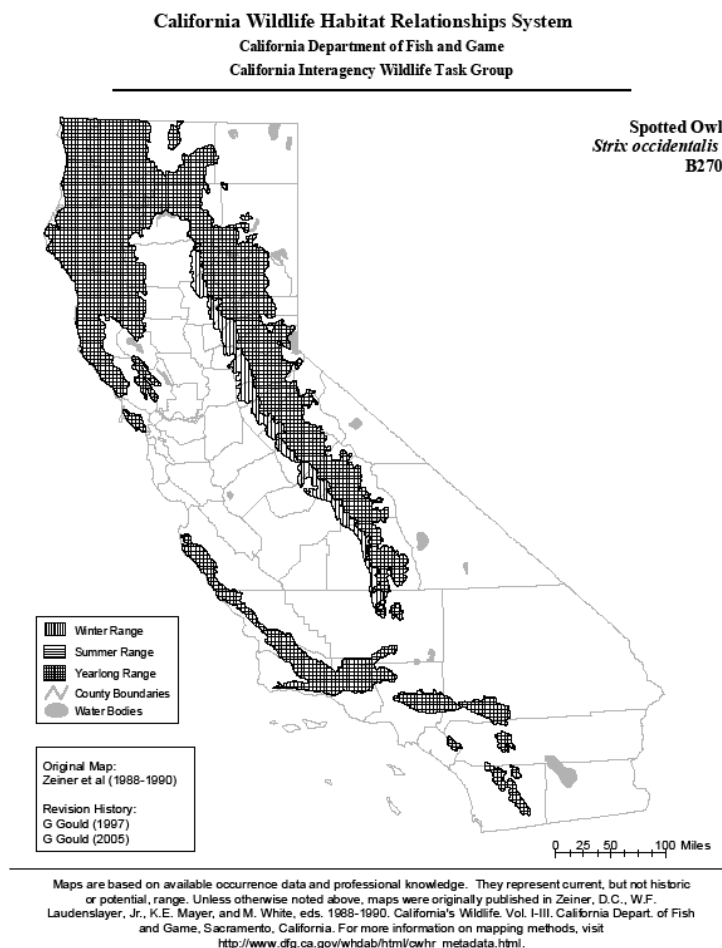 California Wildlife Habitat Relationships System
California Department of Fish and Game
California Interagency Wildlife Task Group
Spotted Owl
Strix occidentalis
B270
Winter Range
Summer Range
Yearlong Range
County Boundaries
Water Bodies
Original Map:
Zeiner et al (1988-1990)
Revision History:
G Gould (1997)
G Gould (2005)
0 25 50 100 Miles
Maps are based on available occurrence data and professional knowledge. They represent current, but not historic
or potential, range. Unless otherwise noted above, maps were originally published in Zeiner, D.C., W.F.
Laudenslayer, Jr., K.E. Mayer, and M. White, eds. 1988-1990. California's Wildlife. Vol. I-III. California Depart. of Fish
and Game, Sacramento, California. For more information on mapping methods, visit
http://www.dfg.ca.gov/whdab/html/cwhr_metadata.html.